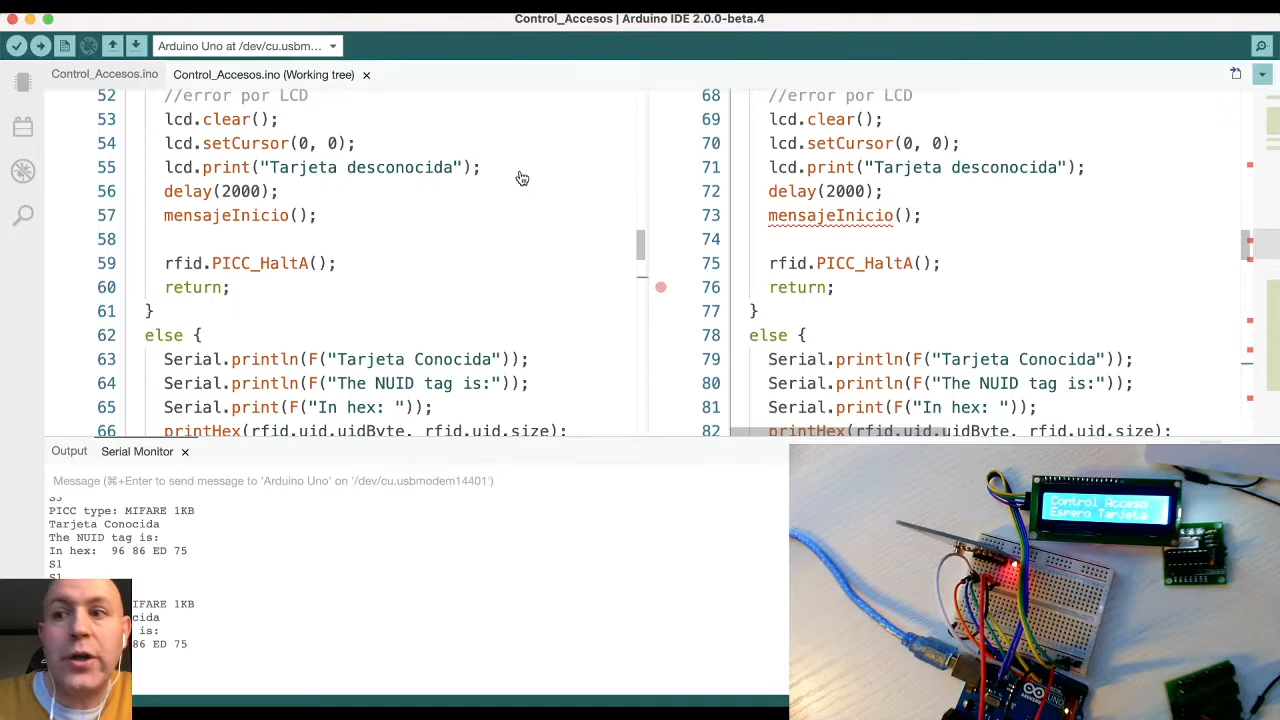 Control_Accesos | Arduino IDE 2.0.0-beta.4
Arduino Uno at /dev/cu.usbm...
Control_Accesos.ino
Control_Accesos.ino (Working tree)
52 //error por LCD
53 lcd.clear();
54 lcd.setCursor(0, 0);
55 lcd.print("Tarjeta desconocida");
56 delay(2000);
57 mensajeInicio();
58
59 rfid.PICC_HaltA();
60 return;
61 }
62 else {
63 Serial.println(F("Tarjeta Conocida"));
64 Serial.println(F("The NUID tag is:"));
65 Serial.print(F("In hex: "));
66 printHex(rfid.uid.uidByte, rfid.uid.size);
68 //error por LCD
69 lcd.clear();
70 lcd.setCursor(0, 0);
71 lcd.print("Tarjeta desconocida");
72 delay(2000);
73 mensajeInicio();
74
75 rfid.PICC_HaltA();
76 return;
77 }
78 else {
79 Serial.println(F("Tarjeta Conocida"));
80 Serial.println(F("The NUID tag is:"));
81 Serial.print(F("In hex: "));
82 printHex(rfid.uid.uidByte, rfid.uid.size);
Output
Serial Monitor
Message (⌘+Enter to send message to 'Arduino Uno' on '/dev/cu.usbmodem14401')
PICC type: MIFARE 1KB
Tarjeta Conocida
The NUID tag is:
In hex: 96 86 ED 75
S1
S1
MIFARE 1KB
cida
is:
86 ED 75
Control Acceso
Espero Tarjeta
ARDUINO
UNO